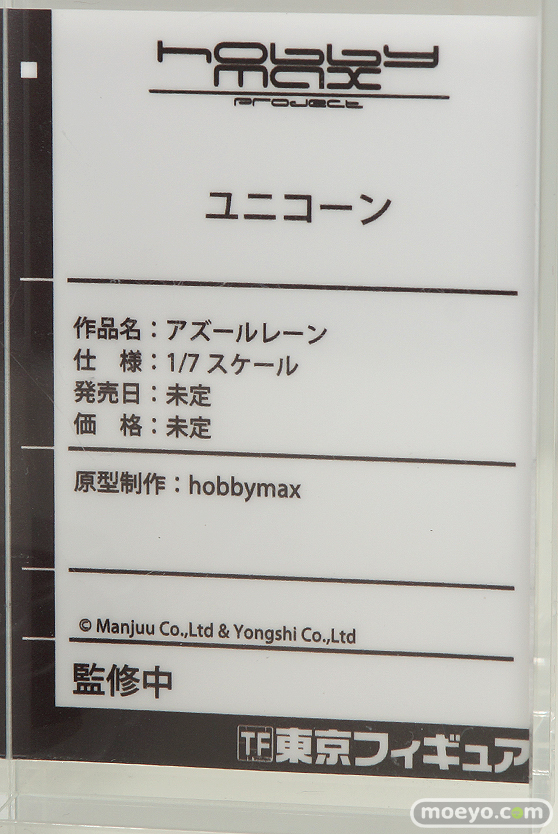 hobby
max
project
ユニコーン
作品名：アズールレーン
仕　様：1/7 スケール
発売日：未定
価　格：未定
原型制作：hobbymax
© Manjuu Co.,Ltd & Yongshi Co.,Ltd
監修中
TF 東京フィギュア
moeyo.com